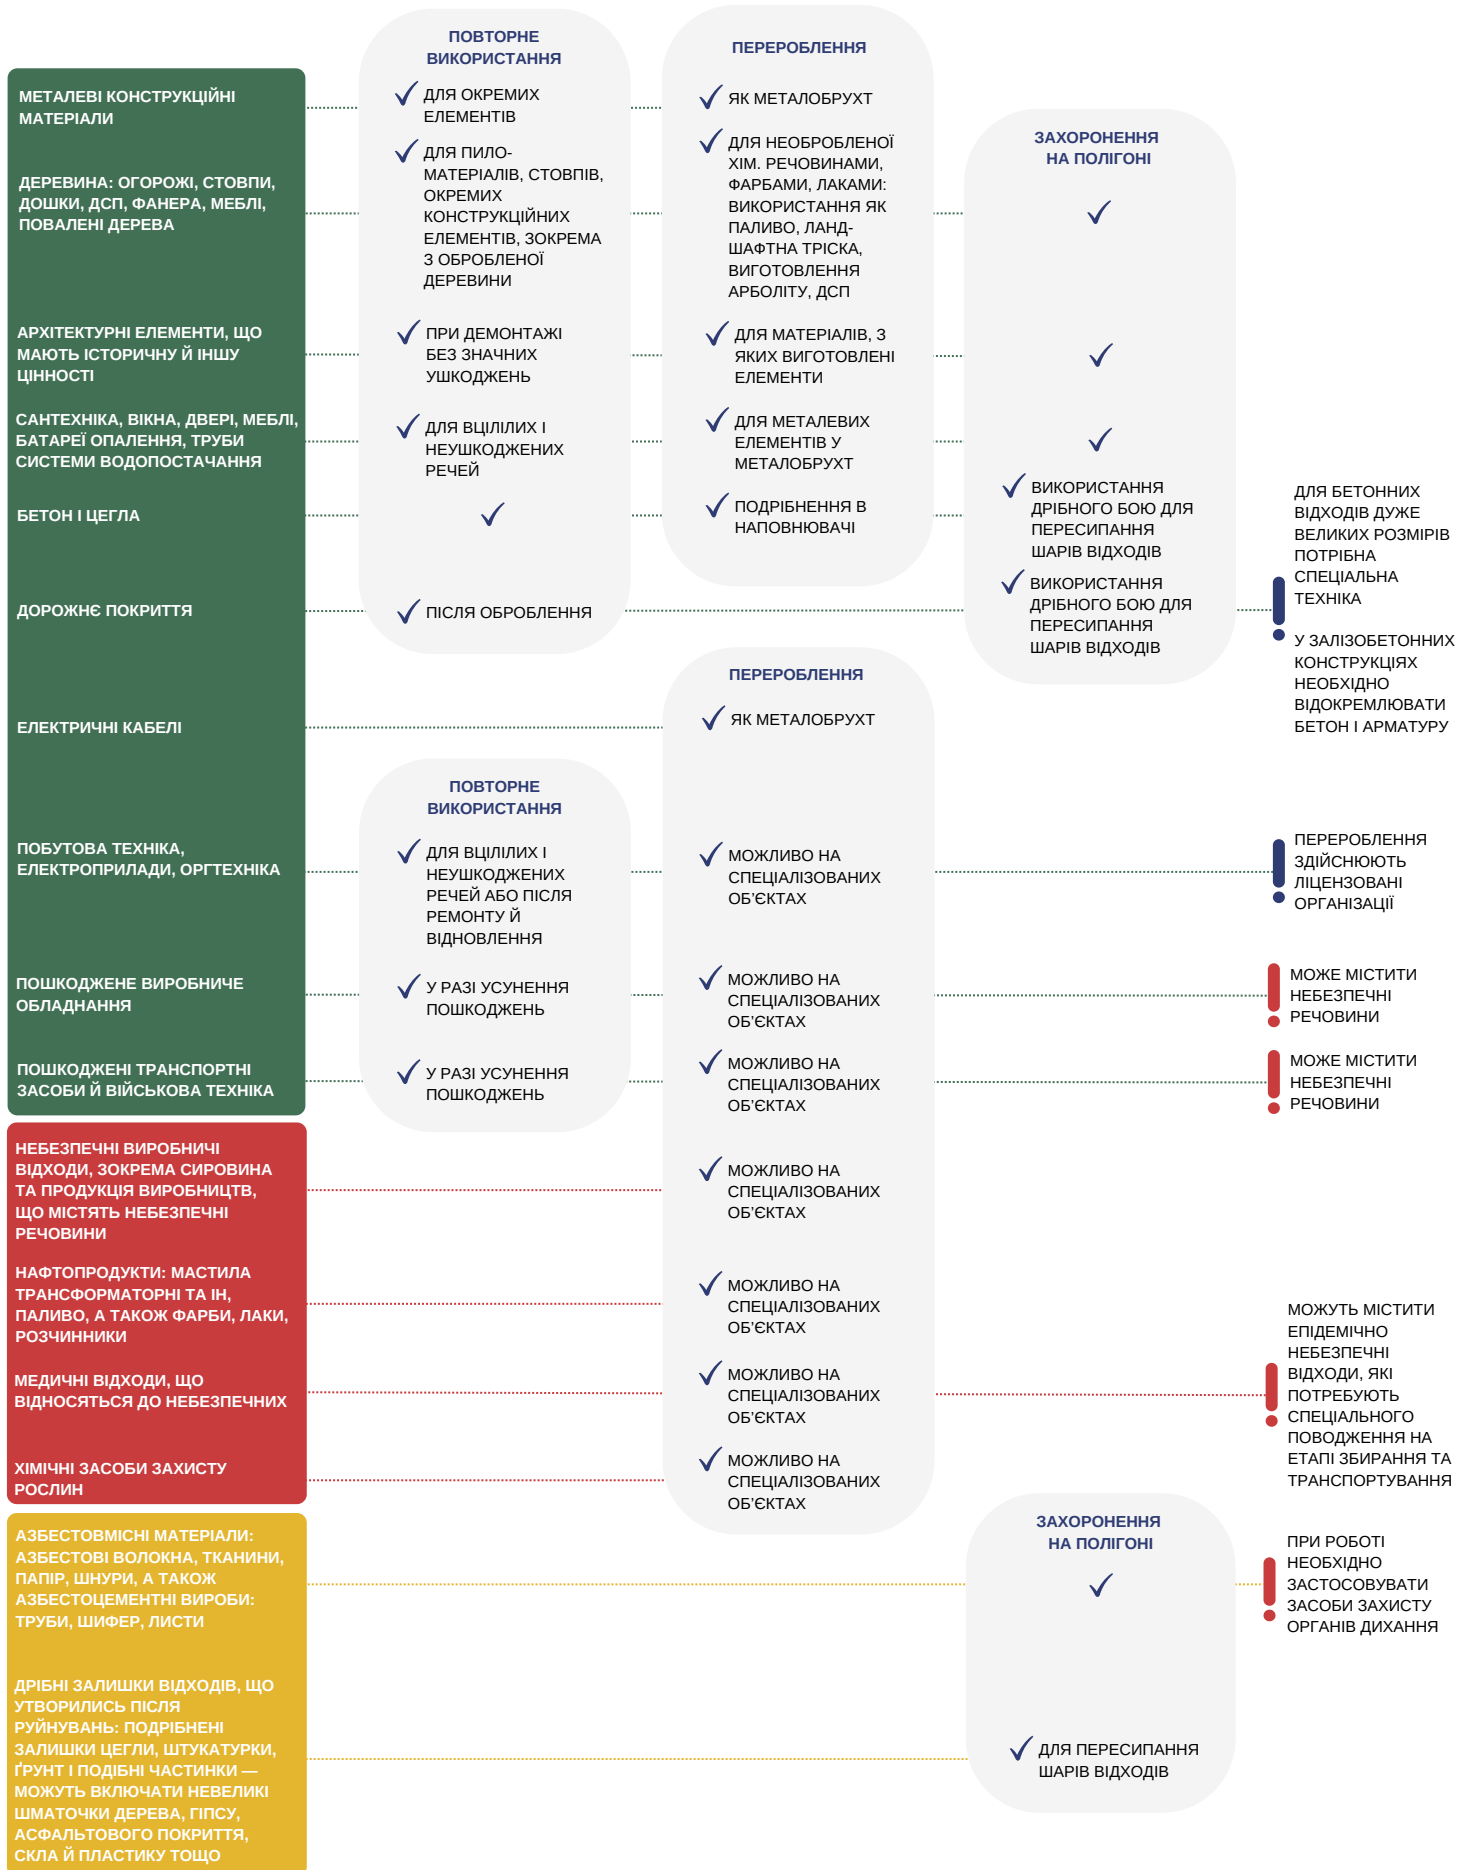 ПОВТОРНЕ
ВИКОРИСТАННЯ
ПЕРЕРОБЛЕННЯ
ЗАХОРОНЕННЯ
НА ПОЛІГОНІ
МЕТАЛЕВІ КОНСТРУКЦІЙНІ
МАТЕРІАЛИ
ДЛЯ ОКРЕМИХ
ЕЛЕМЕНТІВ
ЯК МЕТАЛОБРУХТ
ДЕРЕВИНА: ОГОРОЖІ, СТОВПИ,
ДОШКИ, ДСП, ФАНЕРА, МЕБЛІ,
ПОВАЛЕНІ ДЕРЕВА
ДЛЯ ПИЛО-
МАТЕРІАЛІВ, СТОВПІВ,
ОКРЕМИХ
КОНСТРУКЦІЙНИХ
ЕЛЕМЕНТІВ, ЗОКРЕМА
З ОБРОБЛЕНОЇ
ДЕРЕВИНИ
ДЛЯ НЕОБРОБЛЕНОЇ
ХІМ. РЕЧОВИНАМИ,
ФАРБАМИ, ЛАКАМИ:
ВИКОРИСТАННЯ ЯК
ПАЛИВО, ЛАНД-
ШАФТНА ТРІСКА,
ВИГОТОВЛЕННЯ
АРБОЛІТУ, ДСП
АРХІТЕКТУРНІ ЕЛЕМЕНТИ, ЩО
МАЮТЬ ІСТОРИЧНУ Й ІНШУ
ЦІННОСТІ
ПРИ ДЕМОНТАЖІ
БЕЗ ЗНАЧНИХ
УШКОДЖЕНЬ
ДЛЯ МАТЕРІАЛІВ, З
ЯКИХ ВИГОТОВЛЕНІ
ЕЛЕМЕНТИ
САНТЕХНІКА, ВІКНА, ДВЕРІ, МЕБЛІ,
БАТАРЕЇ ОПАЛЕННЯ, ТРУБИ
СИСТЕМИ ВОДОПОСТАЧАННЯ
ДЛЯ ВЦІЛІЛИХ І
НЕУШКОДЖЕНИХ
РЕЧЕЙ
ДЛЯ МЕТАЛЕВИХ
ЕЛЕМЕНТІВ У
МЕТАЛОБРУХТ
БЕТОН І ЦЕГЛА
ПОДРІБНЕННЯ В
НАПОВНЮВАЧІ
ВИКОРИСТАННЯ
ДРІБНОГО БОЮ ДЛЯ
ПЕРЕСИПАННЯ
ШАРІВ ВІДХОДІВ
ДОРОЖНЄ ПОКРИТТЯ
ПІСЛЯ ОБРОБЛЕННЯ
ВИКОРИСТАННЯ
ДРІБНОГО БОЮ ДЛЯ
ПЕРЕСИПАННЯ
ШАРІВ ВІДХОДІВ
ДЛЯ БЕТОННИХ
ВІДХОДІВ ДУЖЕ
ВЕЛИКИХ РОЗМІРІВ
ПОТРІБНА
СПЕЦІАЛЬНА
ТЕХНІКА
У ЗАЛІЗОБЕТОННИХ
КОНСТРУКЦІЯХ
НЕОБХІДНО
ВІДОКРЕМЛЮВАТИ
БЕТОН І АРМАТУРУ
ПЕРЕРОБЛЕННЯ
ЕЛЕКТРИЧНІ КАБЕЛІ
ЯК МЕТАЛОБРУХТ
ПОВТОРНЕ
ВИКОРИСТАННЯ
ПОБУТОВА ТЕХНІКА,
ЕЛЕКТРОПРИЛАДИ, ОРГТЕХНІКА
ДЛЯ ВЦІЛІЛИХ І
НЕУШКОДЖЕНИХ
РЕЧЕЙ АБО ПІСЛЯ
РЕМОНТУ Й
ВІДНОВЛЕННЯ
МОЖЛИВО НА
СПЕЦІАЛІЗОВАНИХ
ОБ’ЄКТАХ
ПЕРЕРОБЛЕННЯ
ЗДІЙСНЮЮТЬ
ЛІЦЕНЗОВАНІ
ОРГАНІЗАЦІЇ
ПОШКОДЖЕНЕ ВИРОБНИЧЕ
ОБЛАДНАННЯ
У РАЗІ УСУНЕННЯ
ПОШКОДЖЕНЬ
МОЖЛИВО НА
СПЕЦІАЛІЗОВАНИХ
ОБ’ЄКТАХ
МОЖЕ МІСТИТИ
НЕБЕЗПЕЧНІ
РЕЧОВИНИ
ПОШКОДЖЕНІ ТРАНСПОРТНІ
ЗАСОБИ Й ВІЙСЬКОВА ТЕХНІКА
У РАЗІ УСУНЕННЯ
ПОШКОДЖЕНЬ
МОЖЛИВО НА
СПЕЦІАЛІЗОВАНИХ
ОБ’ЄКТАХ
МОЖЕ МІСТИТИ
НЕБЕЗПЕЧНІ
РЕЧОВИНИ
НЕБЕЗПЕЧНІ ВИРОБНИЧІ
ВІДХОДИ, ЗОКРЕМА СИРОВИНА
ТА ПРОДУКЦІЯ ВИРОБНИЦТВ,
ЩО МІСТЯТЬ НЕБЕЗПЕЧНІ
РЕЧОВИНИ
МОЖЛИВО НА
СПЕЦІАЛІЗОВАНИХ
ОБ’ЄКТАХ
НАФТОПРОДУКТИ: МАСТИЛА
ТРАНСФОРМАТОРНІ ТА ІН,
ПАЛИВО, А ТАКОЖ ФАРБИ, ЛАКИ,
РОЗЧИННИКИ
МОЖЛИВО НА
СПЕЦІАЛІЗОВАНИХ
ОБ’ЄКТАХ
МЕДИЧНІ ВІДХОДИ, ЩО
ВІДНОСЯТЬСЯ ДО НЕБЕЗПЕЧНИХ
МОЖЛИВО НА
СПЕЦІАЛІЗОВАНИХ
ОБ’ЄКТАХ
МОЖУТЬ МІСТИТИ
ЕПІДЕМІЧНО
НЕБЕЗПЕЧНІ
ВІДХОДИ, ЯКІ
ПОТРЕБУЮТЬ
СПЕЦІАЛЬНОГО
ПОВОДЖЕННЯ НА
ЕТАПІ ЗБИРАННЯ ТА
ТРАНСПОРТУВАННЯ
ХІМІЧНІ ЗАСОБИ ЗАХИСТУ
РОСЛИН
МОЖЛИВО НА
СПЕЦІАЛІЗОВАНИХ
ОБ’ЄКТАХ
ЗАХОРОНЕННЯ
НА ПОЛІГОНІ
АЗБЕСТОВМІСНІ МАТЕРІАЛИ:
АЗБЕСТОВІ ВОЛОКНА, ТКАНИНИ,
ПАПІР, ШНУРИ, А ТАКОЖ
АЗБЕСТОЦЕМЕНТНІ ВИРОБИ:
ТРУБИ, ШИФЕР, ЛИСТИ
ПРИ РОБОТІ
НЕОБХІДНО
ЗАСТОСОВУВАТИ
ЗАСОБИ ЗАХИСТУ
ОРГАНІВ ДИХАННЯ
ДРІБНІ ЗАЛИШКИ ВІДХОДІВ, ЩО
УТВОРИЛИСЬ ПІСЛЯ
РУЙНУВАНЬ: ПОДРІБНЕНІ
ЗАЛИШКИ ЦЕГЛИ, ШТУКАТУРКИ,
ҐРУНТ І ПОДІБНІ ЧАСТИНКИ —
МОЖУТЬ ВКЛЮЧАТИ НЕВЕЛИКІ
ШМАТОЧКИ ДЕРЕВА, ГІПСУ,
АСФАЛЬТОВОГО ПОКРИТТЯ,
СКЛА Й ПЛАСТИКУ ТОЩО
ДЛЯ ПЕРЕСИПАННЯ
ШАРІВ ВІДХОДІВ